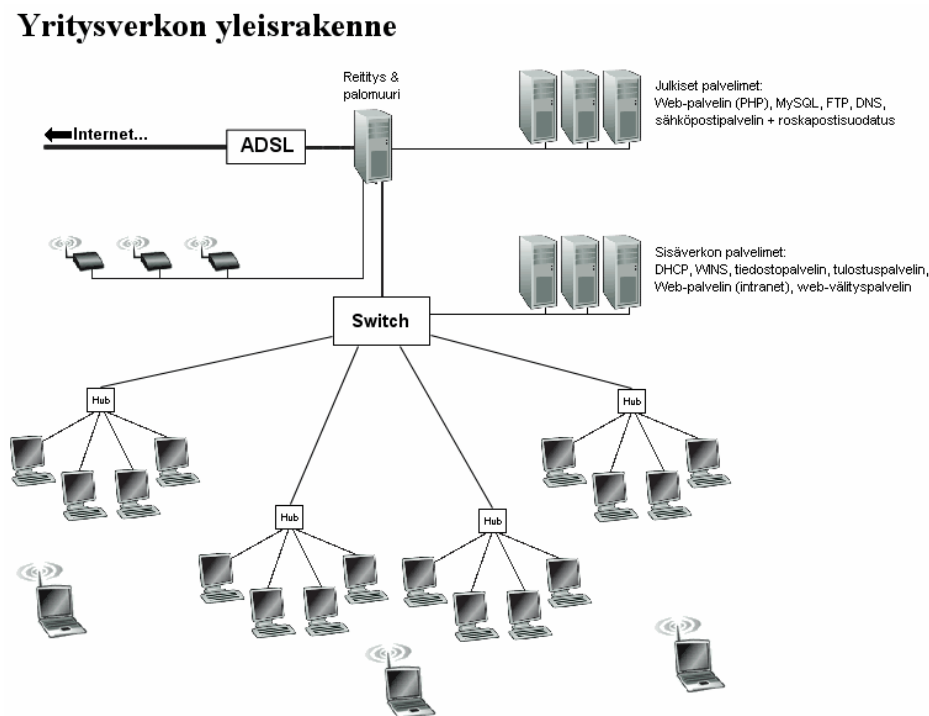 Yritysverkon yleisrakenne
Reititys &
palomuuri
Julkiset palvelimet:
Web-palvelin (PHP), MySQL, FTP, DNS,
sähköpostipalvelin + roskapostisuodatus
Internet...
ADSL
Sisäverkon palvelimet:
DHCP, WINS, tiedostopalvelin, tulostuspalvelin,
Web-palvelin (intranet), web-välityspalvelin
Switch
Hub
Hub
Hub
Hub